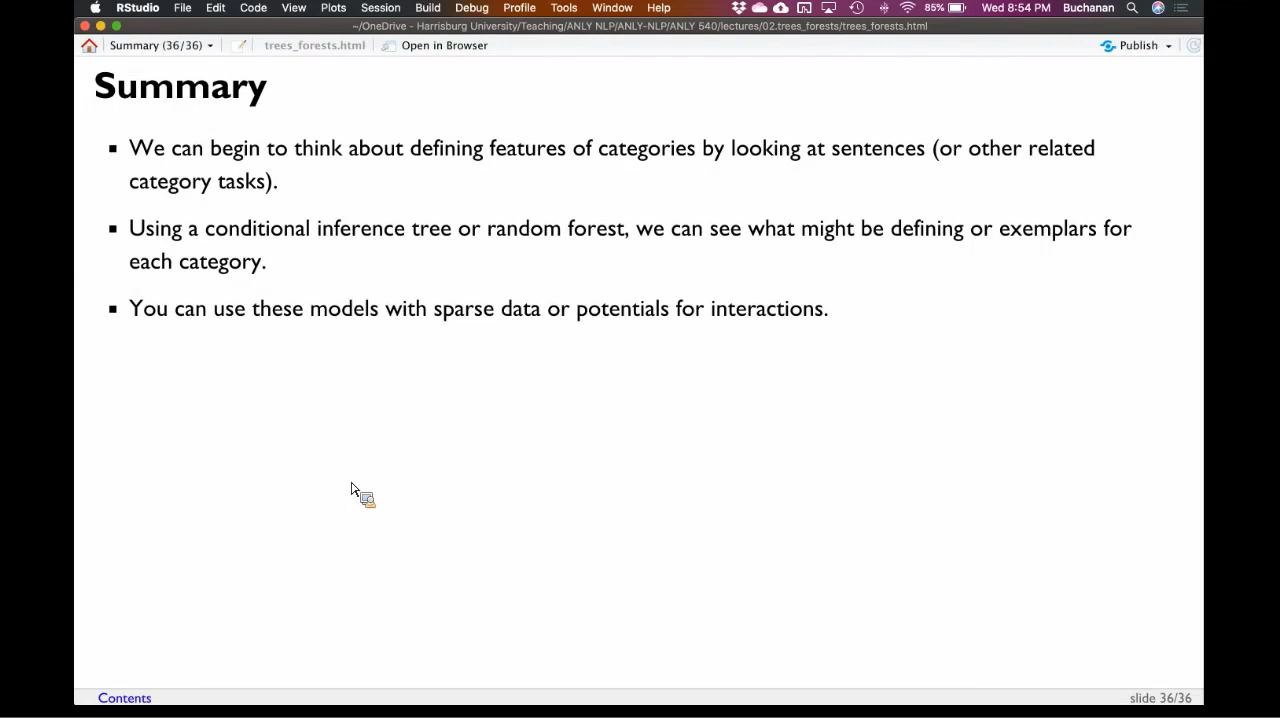 RStudio File Edit Code View Plots Session Build Debug Profile Tools Window Help 85% Wed 8:54 PM Buchanan
~/OneDrive - Harrisburg University/Teaching/ANLY NLP/ANLY-NLP/ANLY 540/lectures/02.trees_forests/trees_forests.html
Summary (36/36) trees_forests.html Open in Browser Publish
Summary
▪ We can begin to think about defining features of categories by looking at sentences (or other related
category tasks).
▪ Using a conditional inference tree or random forest, we can see what might be defining or exemplars for
each category.
▪ You can use these models with sparse data or potentials for interactions.
Contents slide 36/36